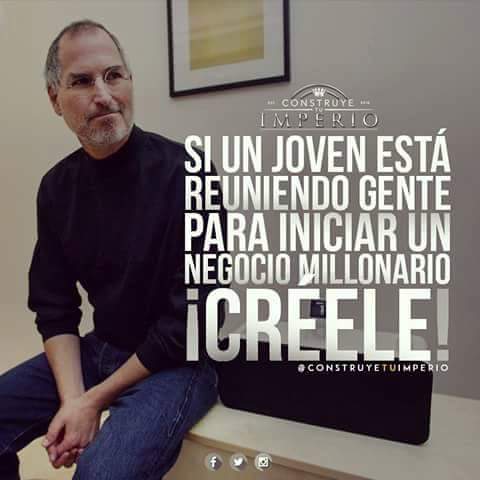 CONSTRUYE
TU
IMPERIO
SI UN JOVEN ESTÁ
REUNIENDO GENTE
PARA INICIAR UN
NEGOCIO MILLONARIO
¡CRÉELE!
@CONSTRUYETUIMPERIO